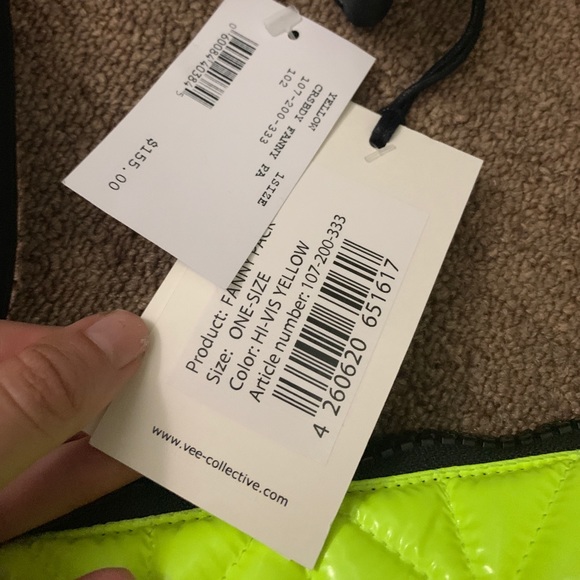 YELLOW 1SIZE
CRSBDY FANNY PA
107-200-333
102
$155.00
Product: FANNY PACK
Size: ONE-SIZE
Color: HI-VIS YELLOW
Article number: 107-200-333
4 260620 651617
www.vee-collective.com